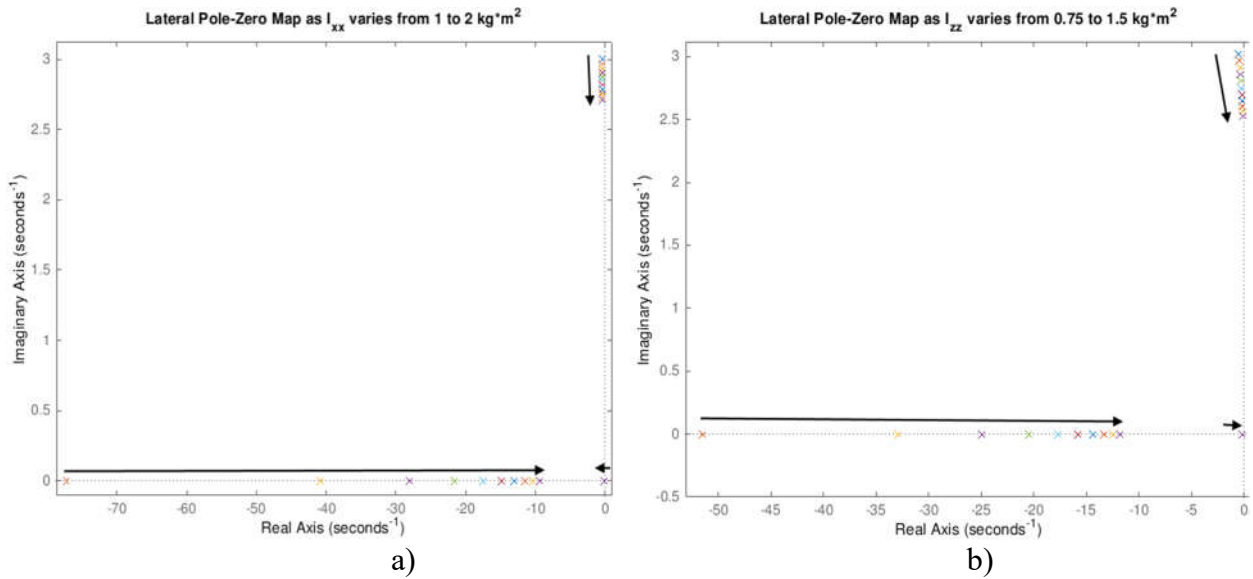 Lateral Pole-Zero Map as Iₓₓ varies from 1 to 2 kg*m²
3
2.5
2
1.5
1
0.5
0
Imaginary Axis (seconds⁻¹)
-70 -60 -50 -40 -30 -20 -10 0
Real Axis (seconds⁻¹)
a)
Lateral Pole-Zero Map as I_zz varies from 0.75 to 1.5 kg*m²
3
2.5
2
1.5
1
0.5
0
-0.5
Imaginary Axis (seconds⁻¹)
-50 -45 -40 -35 -30 -25 -20 -15 -10 -5 0
Real Axis (seconds⁻¹)
b)